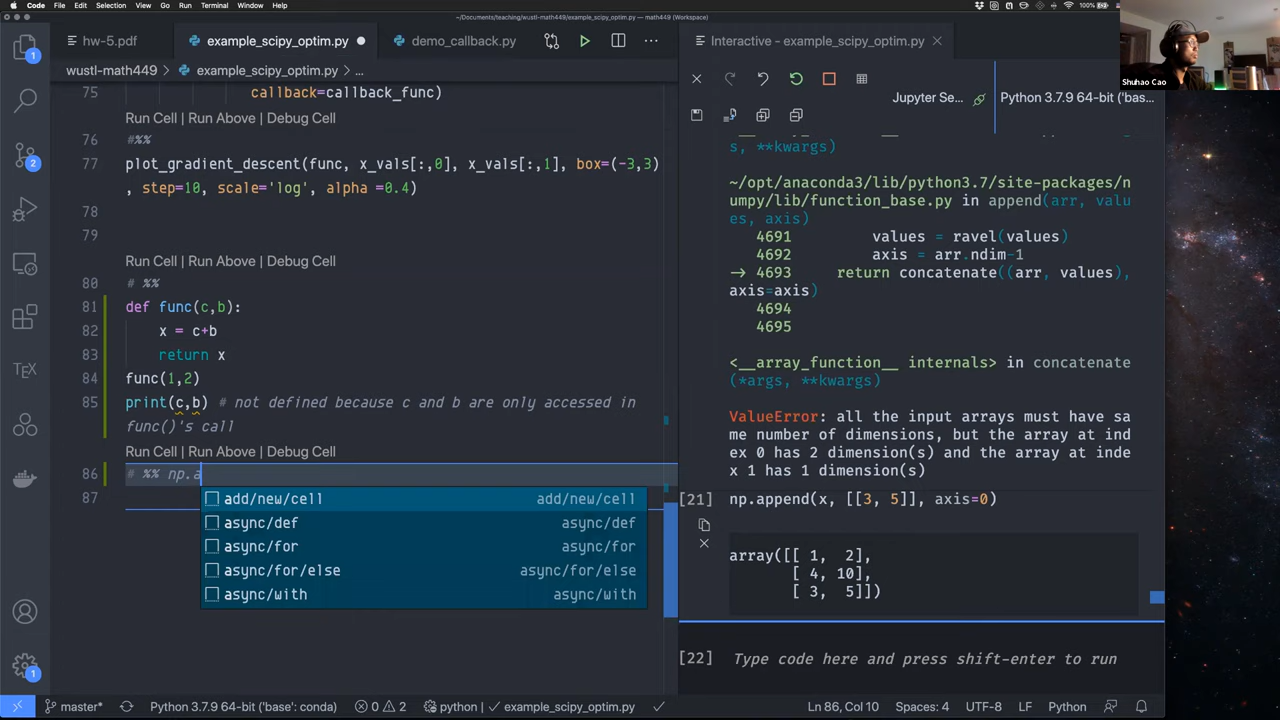 Code File Edit Selection View Go Run Terminal Window Help 100%
~/Documents/teaching/wustl-math449/example_scipy_optim.py — math449 (Workspace)
hw-5.pdf example_scipy_optim.py demo_callback.py
wustl-math449 > example_scipy_optim.py > ...
75 callback=callback_func)
Run Cell | Run Above | Debug Cell
76 #%%
77 plot_gradient_descent(func, x_vals[:,0], x_vals[:,1], box=(-3,3)
, step=10, scale='log', alpha =0.4)
78
79
Run Cell | Run Above | Debug Cell
80 # %%
81 def func(c,b):
82 x = c+b
83 return x
84 func(1,2)
85 print(c,b) # not defined because c and b are only accessed in
func()'s call
Run Cell | Run Above | Debug Cell
86 # %% np.a
87
add/new/cell add/new/cell
async/def async/def
async/for async/for
async/for/else async/for/else
async/with async/with
1
2
TEX
1
Interactive - example_scipy_optim.py
Jupyter Se... Python 3.7.9 64-bit ('bas...
s, **kwargs)
~/opt/anaconda3/lib/python3.7/site-packages/n
umpy/lib/function_base.py in append(arr, valu
es, axis)
4691 values = ravel(values)
4692 axis = arr.ndim-1
→ 4693 return concatenate((arr, values),
axis=axis)
4694
4695
<__array_function__ internals> in concatenate
(*args, **kwargs)
ValueError: all the input arrays must have sa
me number of dimensions, but the array at ind
ex 0 has 2 dimension(s) and the array at inde
x 1 has 1 dimension(s)
[21] np.append(x, [[3, 5]], axis=0)
array([[ 1, 2],
[ 4, 10],
[ 3, 5]])
[22] Type code here and press shift-enter to run
Shuhao Cao
master* Python 3.7.9 64-bit ('base': conda) 0 2 python | ✓ example_scipy_optim.py ✓ Ln 86, Col 10 Spaces: 4 UTF-8 LF Python